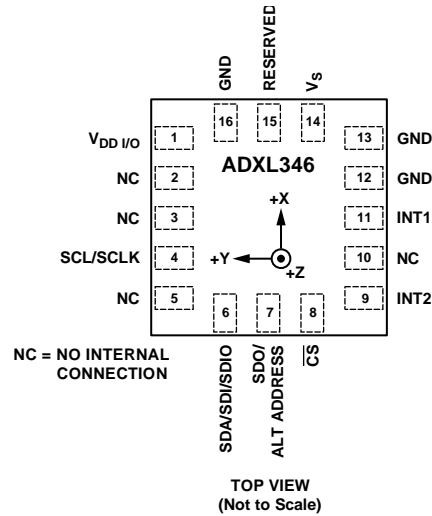 GND
RESERVED
VS
16
15
14
VDD I/O
1
ADXL346
13
GND
NC
2
12
GND
NC
3
+X
11
INT1
SCL/SCLK
4
+Y
+Z
10
NC
NC
5
9
INT2
6
7
8
NC = NO INTERNAL
CONNECTION
SDA/SDI/SDIO
SDO/
ALT ADDRESS
CS
TOP VIEW
(Not to Scale)